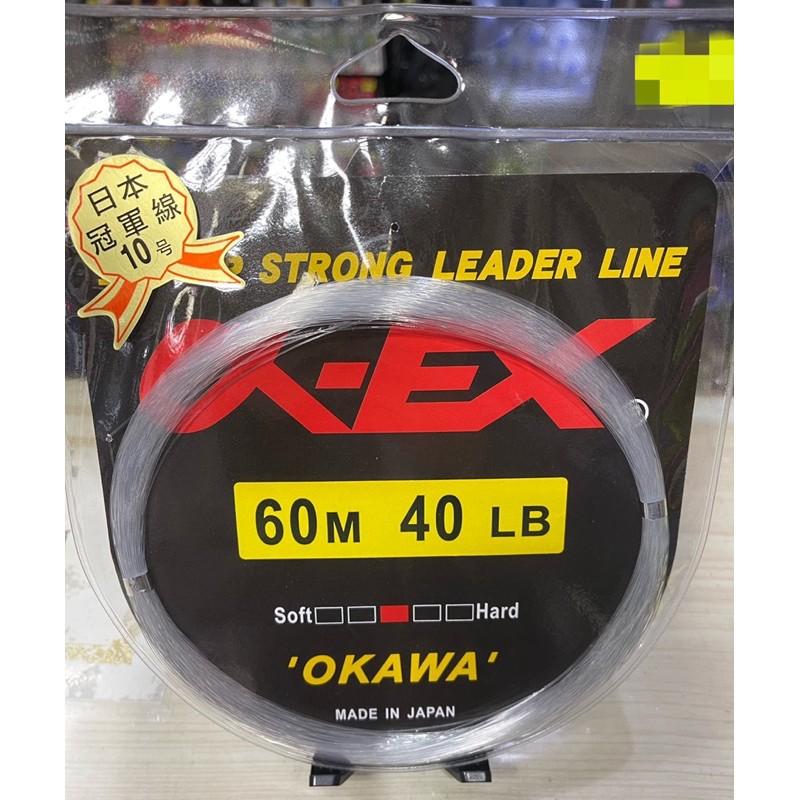 日本
冠軍線
10号
STRONG LEADER LINE
α-EX
60M 40 LB
Soft Hard
'OKAWA'
MADE IN JAPAN